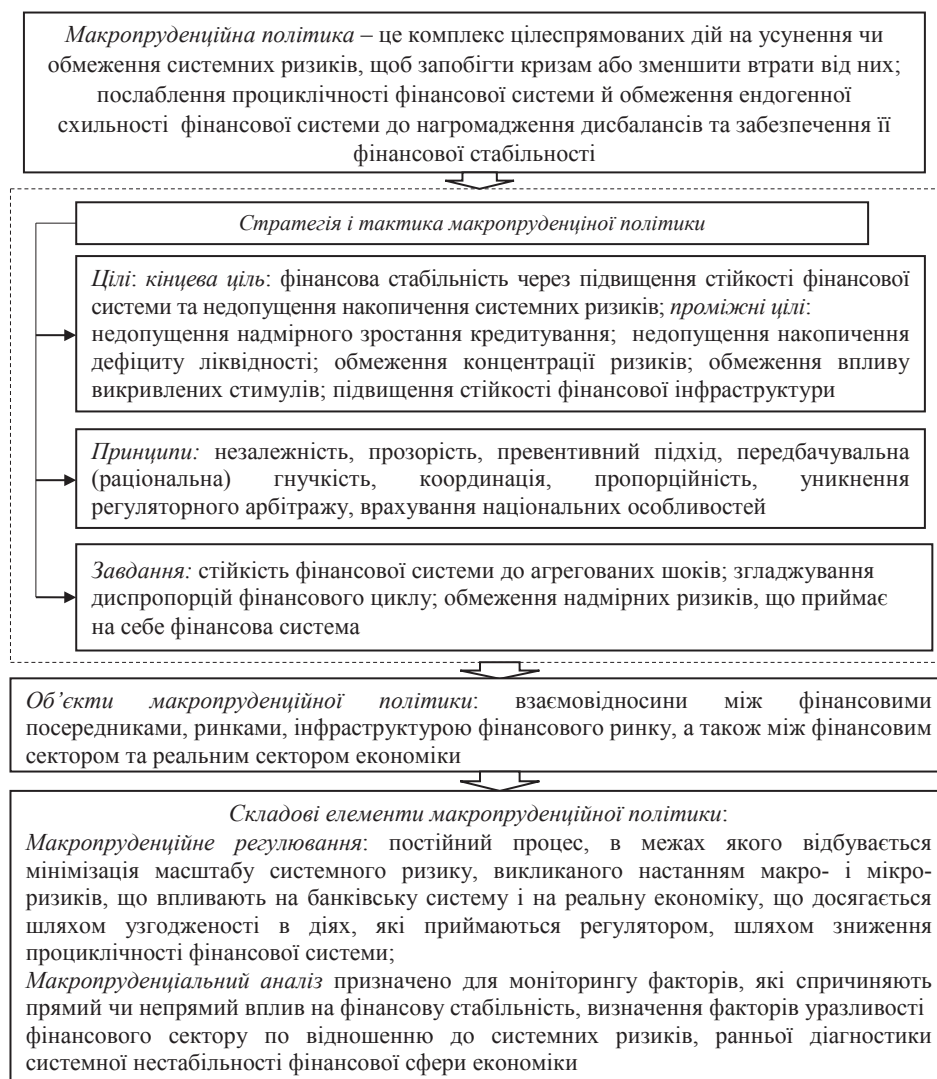 Макропруденційна політика – це комплекс цілеспрямованих дій на усунення чи
обмеження системних ризиків, щоб запобігти кризам або зменшити втрати від них;
послаблення проциклічності фінансової системи й обмеження ендогенної
схильності фінансової системи до нагромадження дисбалансів та забезпечення її
фінансової стабільності
Стратегія і тактика макропруденціної політики
Цілі: кінцева ціль: фінансова стабільність через підвищення стійкості фінансової
системи та недопущення накопичення системних ризиків; проміжні цілі:
недопущення надмірного зростання кредитування; недопущення накопичення
дефіциту ліквідності; обмеження концентрації ризиків; обмеження впливу
викривлених стимулів; підвищення стійкості фінансової інфраструктури
Принципи: незалежність, прозорість, превентивний підхід, передбачувальна
(раціональна) гнучкість, координація, пропорційність, уникнення
регуляторного арбітражу, врахування національних особливостей
Завдання: стійкість фінансової системи до агрегованих шоків; згладжування
диспропорцій фінансового циклу; обмеження надмірних ризиків, що приймає
на себе фінансова система
Об’єкти макропруденційної політики: взаємовідносини між фінансовими
посередниками, ринками, інфраструктурою фінансового ринку, а також між фінансовим
сектором та реальним сектором економіки
Складові елементи макропруденційної політики:
Макропруденційне регулювання: постійний процес, в межах якого відбувається
мінімізація масштабу системного ризику, викликаного настанням макро- і мікро-
ризиків, що впливають на банківську систему і на реальну економіку, що досягається
шляхом узгодженості в діях, які приймаються регулятором, шляхом зниження
проциклічності фінансової системи;
Макропруденціальний аналіз призначено для моніторингу факторів, які спричиняють
прямий чи непрямий вплив на фінансову стабільність, визначення факторів уразливості
фінансового сектору по відношенню до системних ризиків, ранньої діагностики
системної нестабільності фінансової сфери економіки